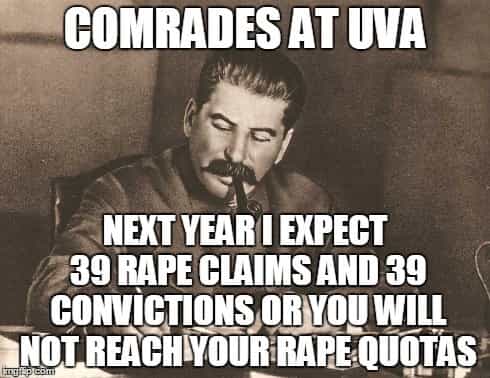 COMRADES AT UVA
NEXT YEAR I EXPECT
39 RAPE CLAIMS AND 39
CONVICTIONS OR YOU WILL
NOT REACH YOUR RAPE QUOTAS
imgflip.com